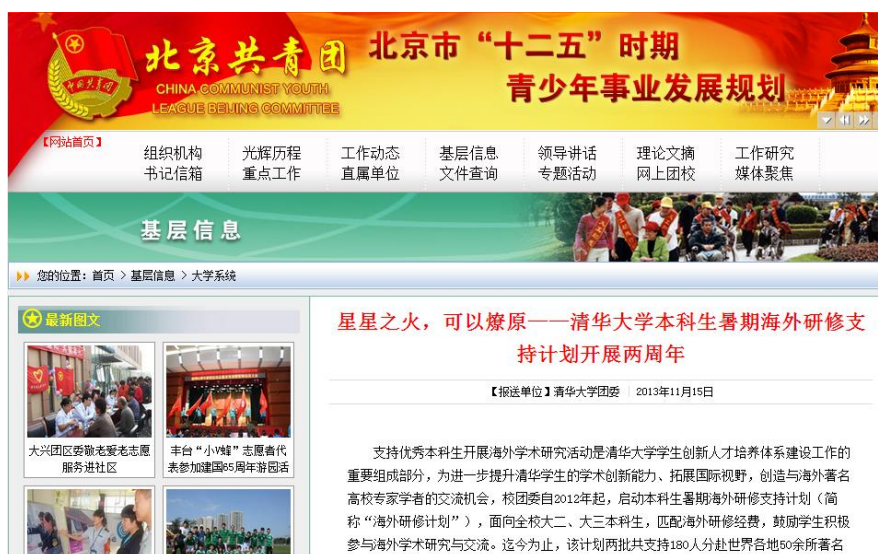 北京共青团
CHINA COMMUNIST YOUTH
LEAGUE BEIJING COMMITTEE
北京市“十二五”时期
青少年事业发展规划
【网站首页】
组织机构 光辉历程 工作动态 基层信息 领导讲话 理论文摘 工作研究
书记信箱 重点工作 直属单位 文件查询 专题活动 网上团校 媒体聚焦
基层信息
您的位置：首页 > 基层信息 > 大学系统
最新图文
大兴团区委敬老爱老志愿
服务进社区
丰台“小V蜂”志愿者代
表参加建国65周年游园活
星星之火，可以燎原——清华大学本科生暑期海外研修支
持计划开展两周年
【报送单位】清华大学团委 2013年11月15日
支持优秀本科生开展海外学术研究活动是清华大学学生创新人才培养体系建设工作的
重要组成部分，为进一步提升清华学生的学术创新能力、拓展国际视野，创造与海外著名
高校专家学者的交流机会，校团委自2012年起，启动本科生暑期海外研修支持计划（简
称“海外研修计划”），面向全校大二、大三本科生，匹配海外研修经费，鼓励学生积极
参与海外学术研究与交流。迄今为止，该计划两批共支持180人分赴世界各地50余所著名